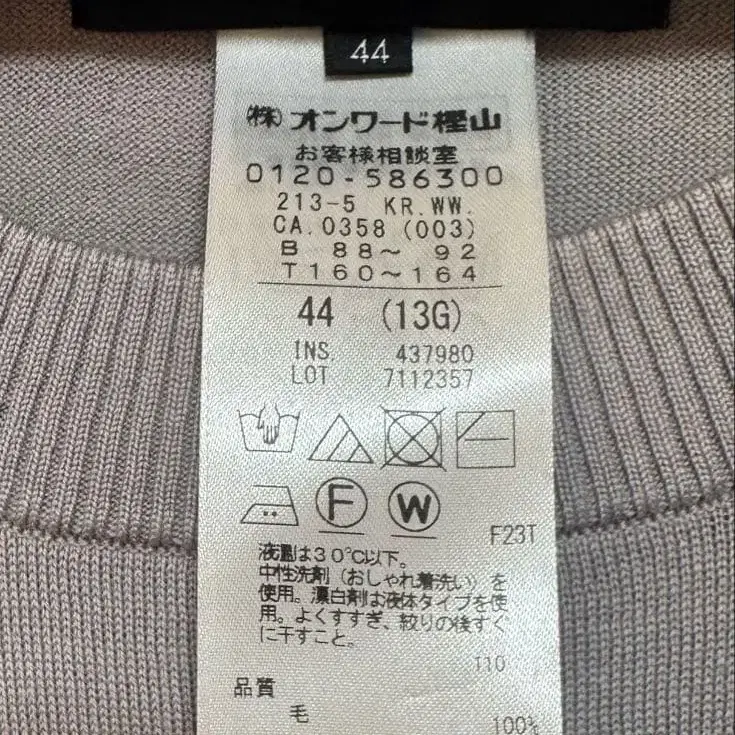 44
(株)オンワード樫山
お客様相談室
0120-586300
213-5 KR.WW.
CA.0358 (003)
B 88～ 92
T160～164
44 (13G)
INS 437980
LOT 7112357
F
W
F23T
液温は30℃以下。
中性洗剤（おしゃれ着洗い）を
使用。漂白剤は液体タイプを使
用。よくすすぎ、絞りの後すぐ
に干すこと。
110
品質
毛 100%